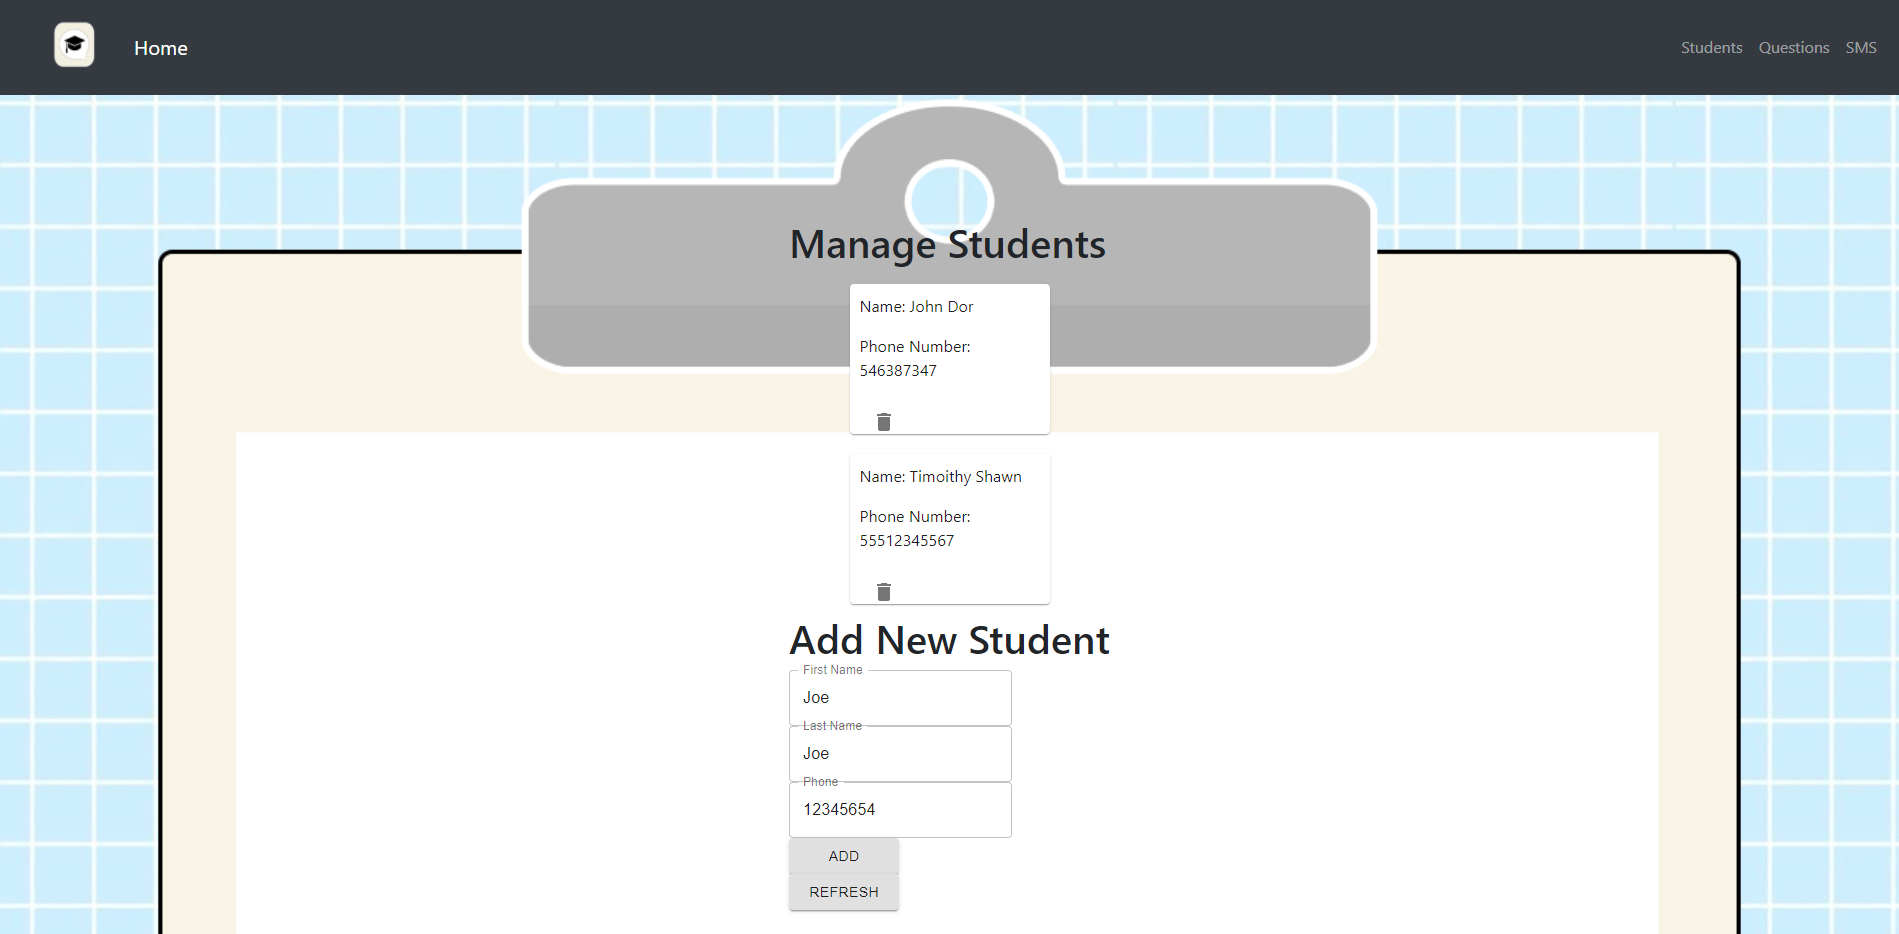 Home
Students Questions SMS
Manage Students
Name: John Dor
Phone Number:
546387347
Name: Timoithy Shawn
Phone Number:
55512345567
Add New Student
First Name
Joe
Last Name
Joe
Phone
12345654
ADD
REFRESH